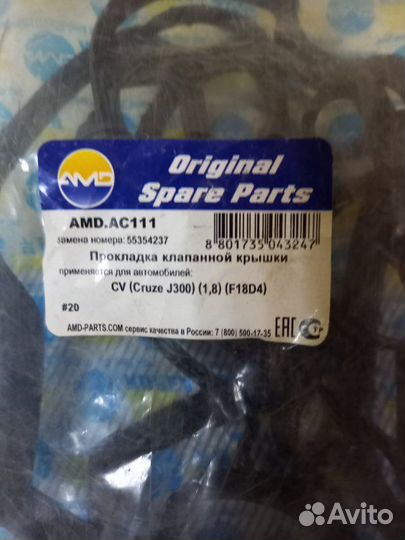 AMD
Original
Spare Parts
AMD.AC111
замена номера: 55354237
8 801735 043247
Прокладка клапанной крышки
применяется для автомобилей:
CV (Cruze J300) (1,8) (F18D4)
#20
AMD-PARTS.COM сервис качества в России: 7 (800) 500-17-35
EAC
Avito